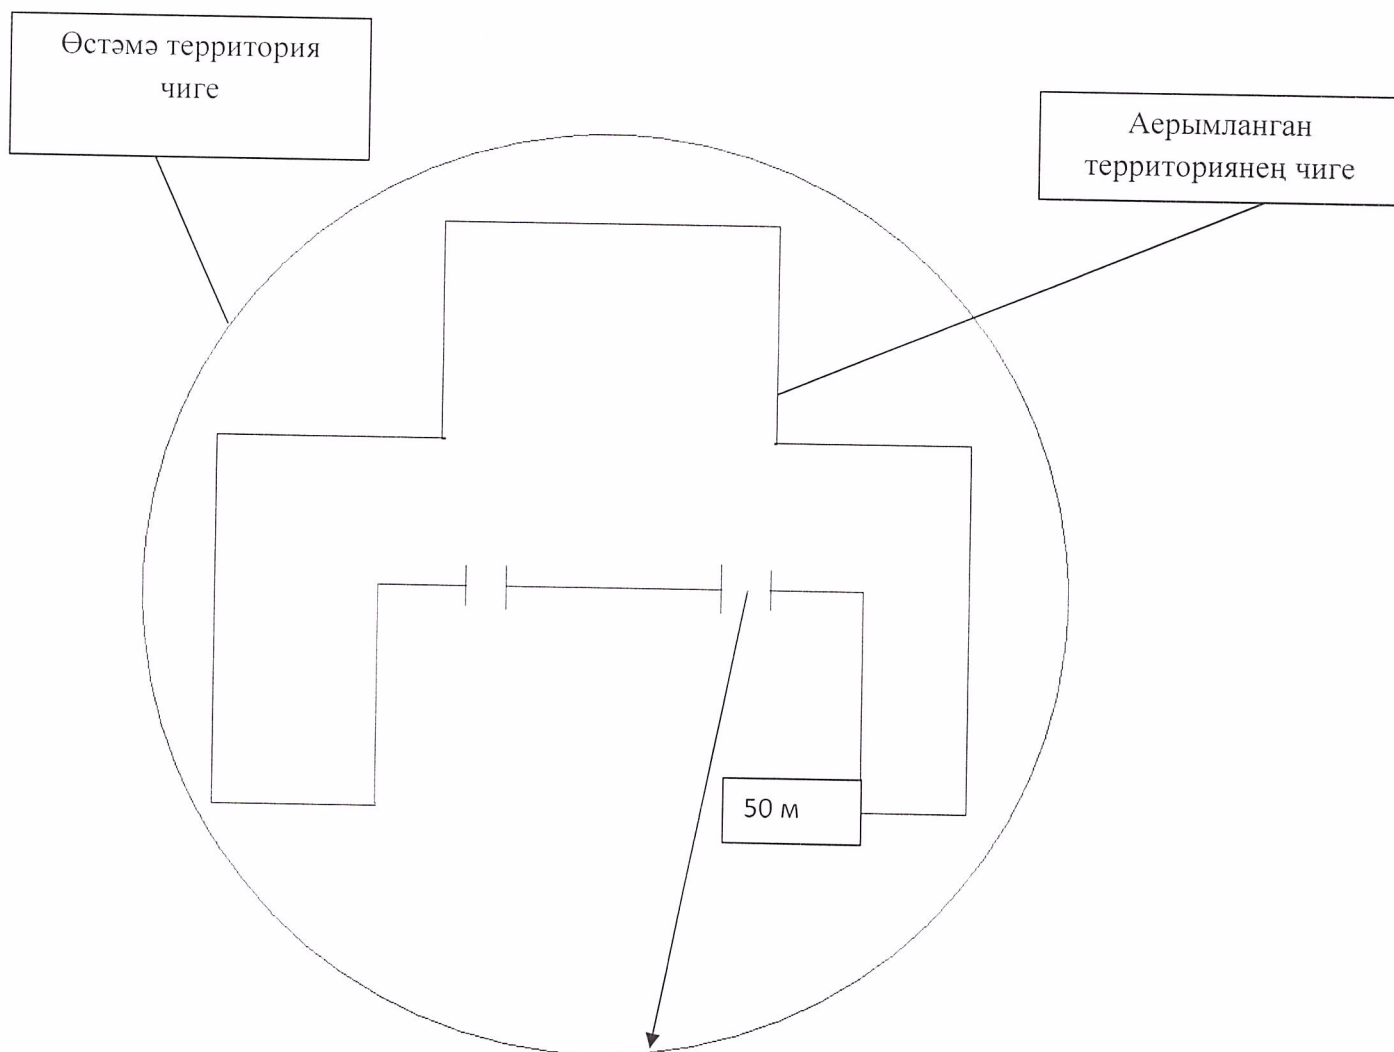 Өстәмә территория
чиге
Аерымланган
территориянең чиге
50 м